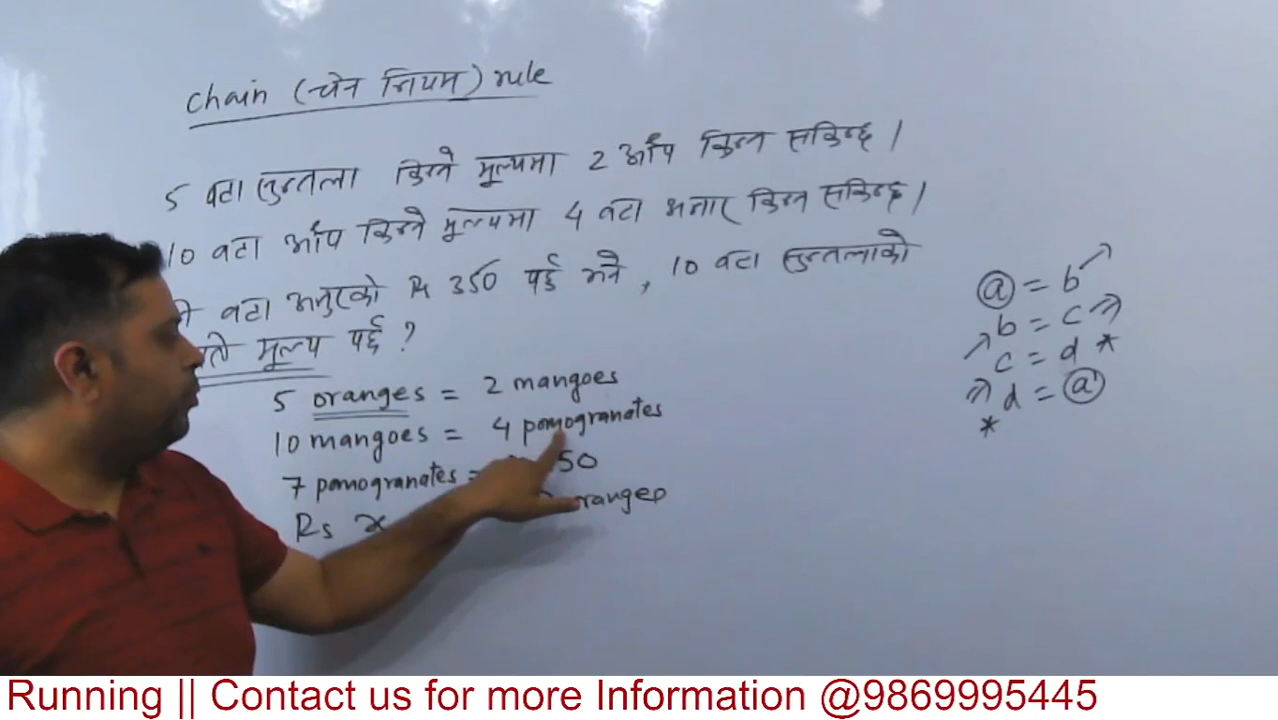 chain (चेन नियम) rule
5 वटा सुन्तला किन्ने मूल्यमा 2 आँप किन्न सकिन्छ ।
10 वटा आँप किन्ने मूल्यमा 4 वटा अनार किन्न सकिन्छ ।
वटा अनारको Rs 350 पर्छ भने , 10 वटा सुन्तलाको
मूल्य पर्छ ?
5 oranges = 2 mangoes
10 mangoes = 4 pomogranates
7 pomogranates = 50
Rs x
a = b
b = c
c = d *
d = a'
*
Running || Contact us for more Information @9869995445